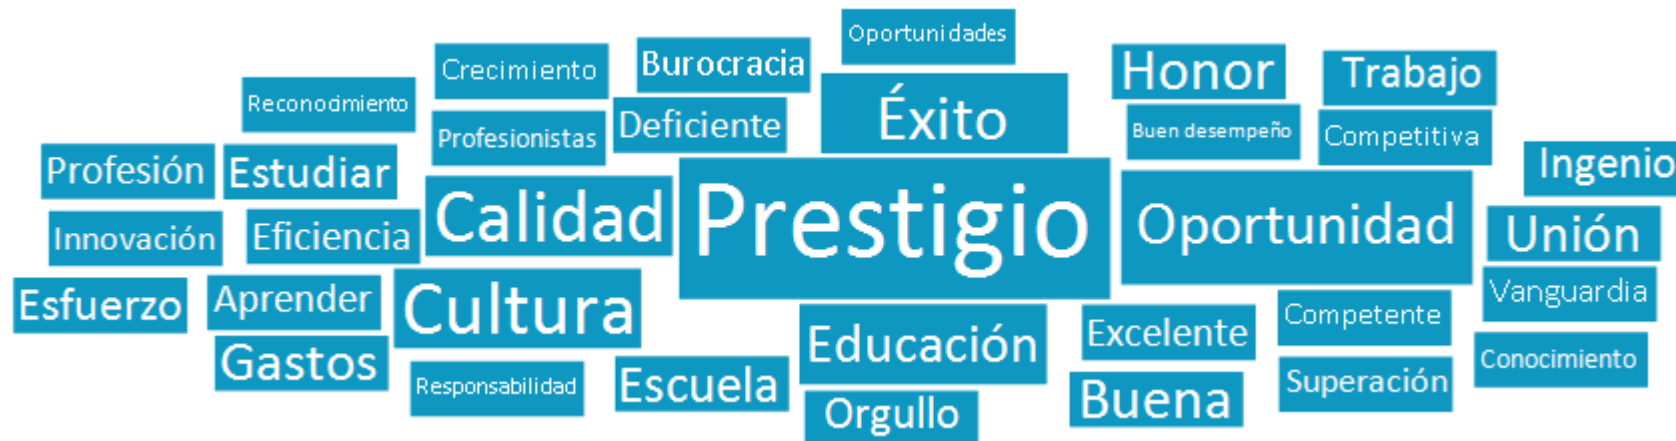 Oportunidades
Crecimiento
Burocracia
Honor
Trabajo
Reconocimiento
Éxito
Profesionistas
Deficiente
Buen desempeño
Competitiva
Profesión
Estudiar
Ingenio
Calidad
Prestigio
Oportunidad
Innovación
Eficiencia
Unión
Esfuerzo
Aprender
Cultura
Vanguardia
Competente
Educación
Excelente
Gastos
Conocimiento
Responsabilidad
Escuela
Superación
Orgullo
Buena